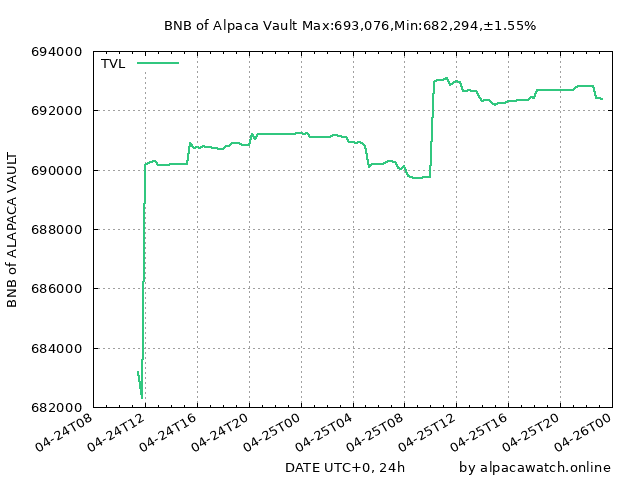 BNB of Alpaca Vault Max:693,076,Min:682,294,±1.55%
694000
TVL
692000
690000
688000
686000
684000
682000
BNB of ALAPACA VAULT
04-24T08
04-24T12
04-24T16
04-24T20
04-25T00
04-25T04
04-25T08
04-25T12
04-25T16
04-25T20
04-26T00
DATE UTC+0, 24h
by alpacawatch.online